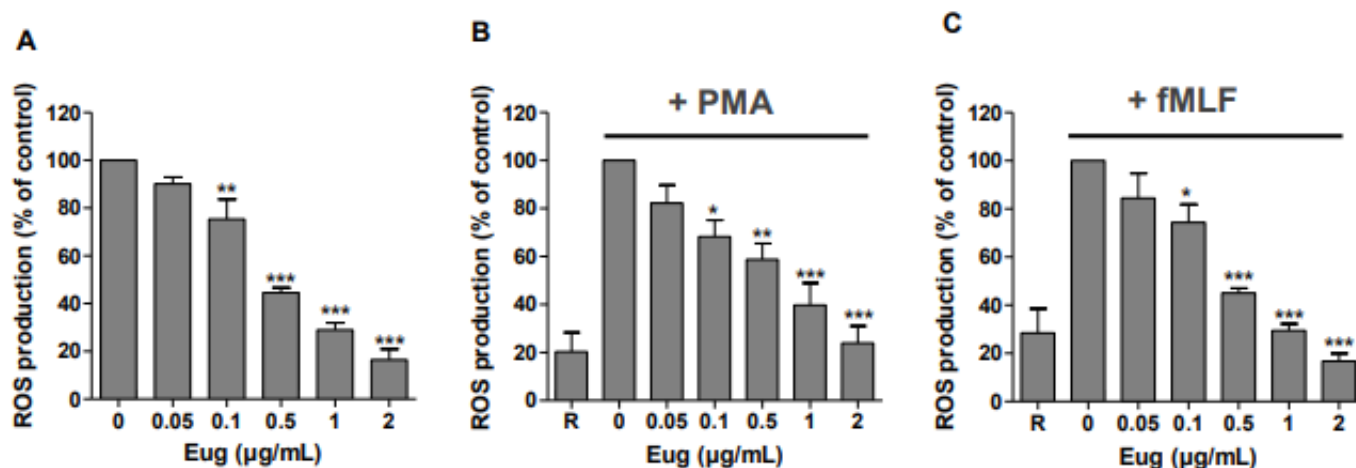 A
ROS production (% of control)
120
100
80
60
40
20
0
**
***
***
***
0 0.05 0.1 0.5 1 2
Eug (µg/mL)
B
+ PMA
ROS production (% of control)
120
100
80
60
40
20
0
*
**
***
***
R 0 0.05 0.1 0.5 1 2
Eug (µg/mL)
C
+ fMLF
ROS production (% of control)
120
100
80
60
40
20
0
*
***
***
***
R 0 0.05 0.1 0.5 1 2
Eug (µg/mL)